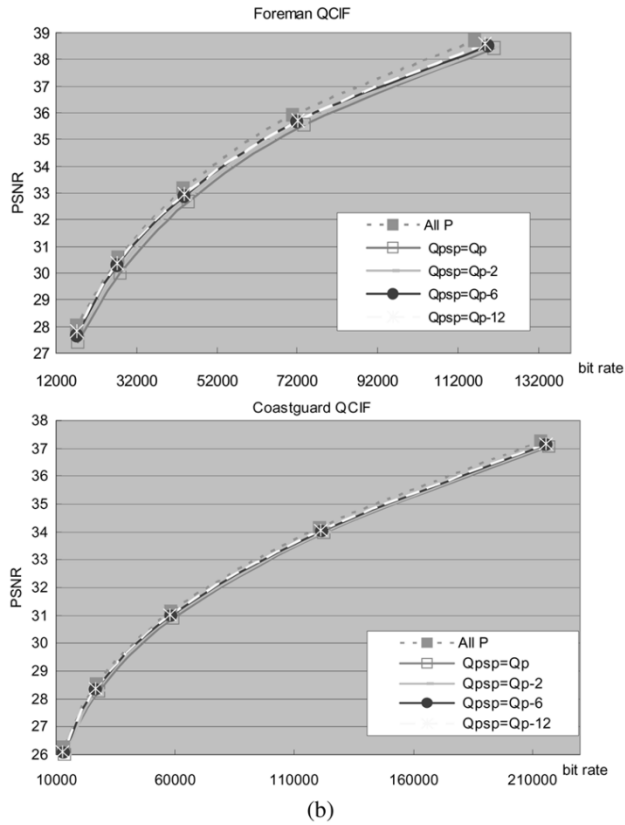 Foreman QCIF
39
38
37
36
35
34
33
32
31
30
29
28
27
PSNR
All P
Qpsp=Qp
Qpsp=Qp-2
Qpsp=Qp-6
Qpsp=Qp-12
12000 32000 52000 72000 92000 112000 132000
bit rate
Coastguard QCIF
38
37
36
35
34
33
32
31
30
29
28
27
26
PSNR
All P
Qpsp=Qp
Qpsp=Qp-2
Qpsp=Qp-6
Qpsp=Qp-12
10000 60000 110000 160000 210000
bit rate
(b)